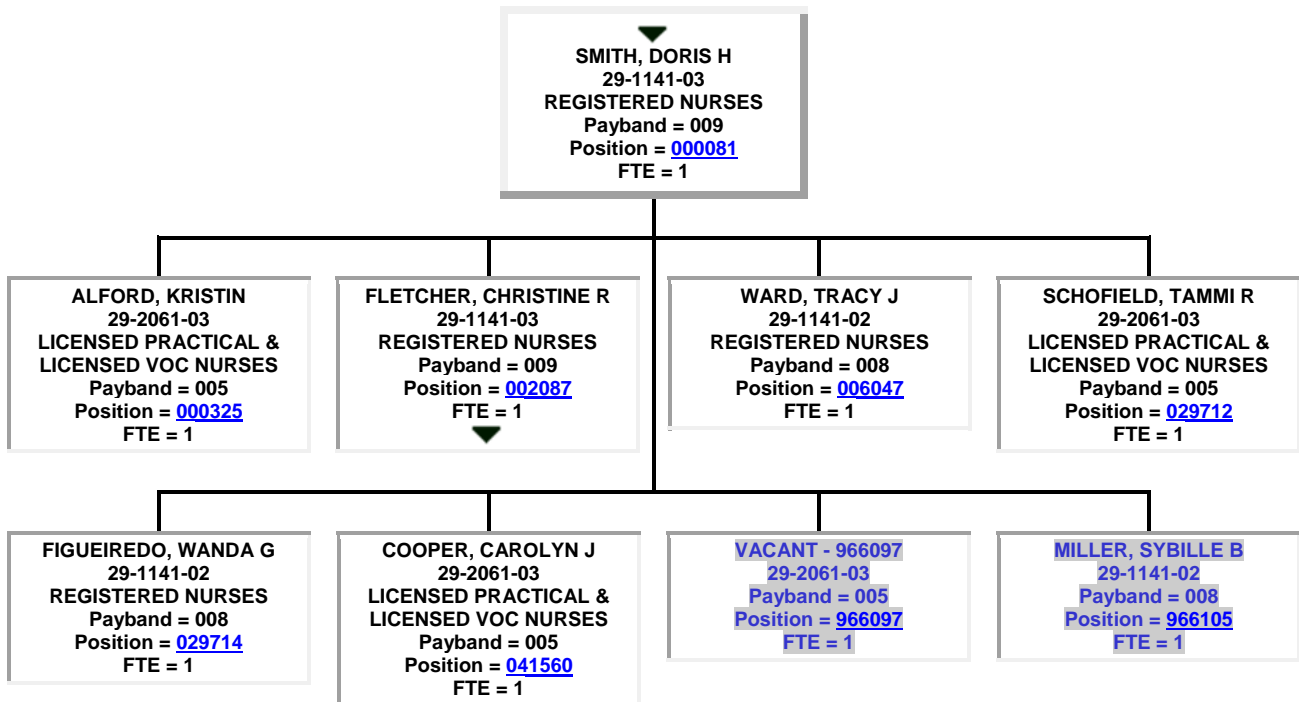 SMITH, DORIS H
29-1141-03
REGISTERED NURSES
Payband = 009
Position = 000081
FTE = 1
ALFORD, KRISTIN
29-2061-03
LICENSED PRACTICAL &
LICENSED VOC NURSES
Payband = 005
Position = 000325
FTE = 1
FLETCHER, CHRISTINE R
29-1141-03
REGISTERED NURSES
Payband = 009
Position = 002087
FTE = 1
WARD, TRACY J
29-1141-02
REGISTERED NURSES
Payband = 008
Position = 006047
FTE = 1
SCHOFIELD, TAMMI R
29-2061-03
LICENSED PRACTICAL &
LICENSED VOC NURSES
Payband = 005
Position = 029712
FTE = 1
FIGUEIREDO, WANDA G
29-1141-02
REGISTERED NURSES
Payband = 008
Position = 029714
FTE = 1
COOPER, CAROLYN J
29-2061-03
LICENSED PRACTICAL &
LICENSED VOC NURSES
Payband = 005
Position = 041560
FTE = 1
VACANT - 966097
29-2061-03
Payband = 005
Position = 966097
FTE = 1
MILLER, SYBILLE B
29-1141-02
Payband = 008
Position = 966105
FTE = 1